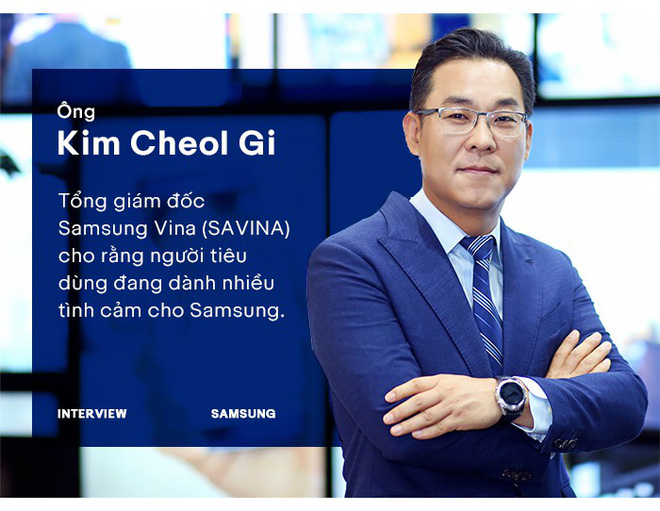 Ông
Kim Cheol Gi
Tổng giám đốc
Samsung Vina (SAVINA)
cho rằng người tiêu
dùng đang dành nhiều
tình cảm cho Samsung.
INTERVIEW SAMSUNG